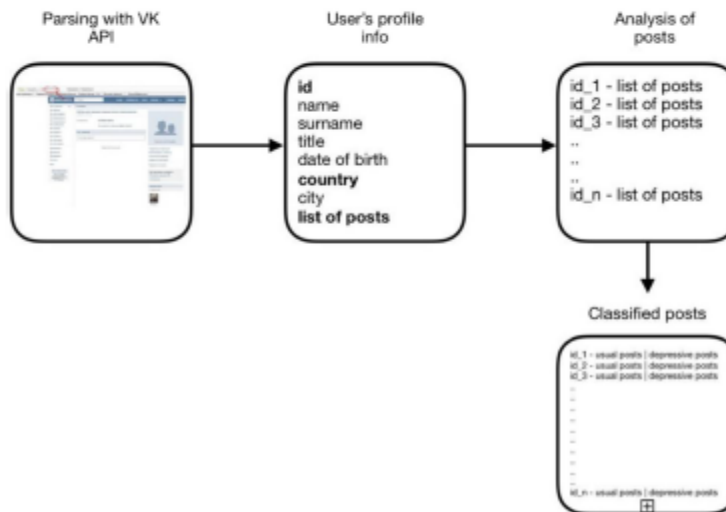 Parsing with VK
API
User's profile
info
Analysis of
posts
id
name
surname
title
date of birth
country
city
list of posts
id_1 - list of posts
id_2 - list of posts
id_3 - list of posts
..
..
..
id_n - list of posts
Classified posts
id_1 - usual posts | depressive posts
id_2 - usual posts | depressive posts
id_3 - usual posts | depressive posts
..
..
..
..
..
..
..
..
..
id_n - usual posts | depressive posts